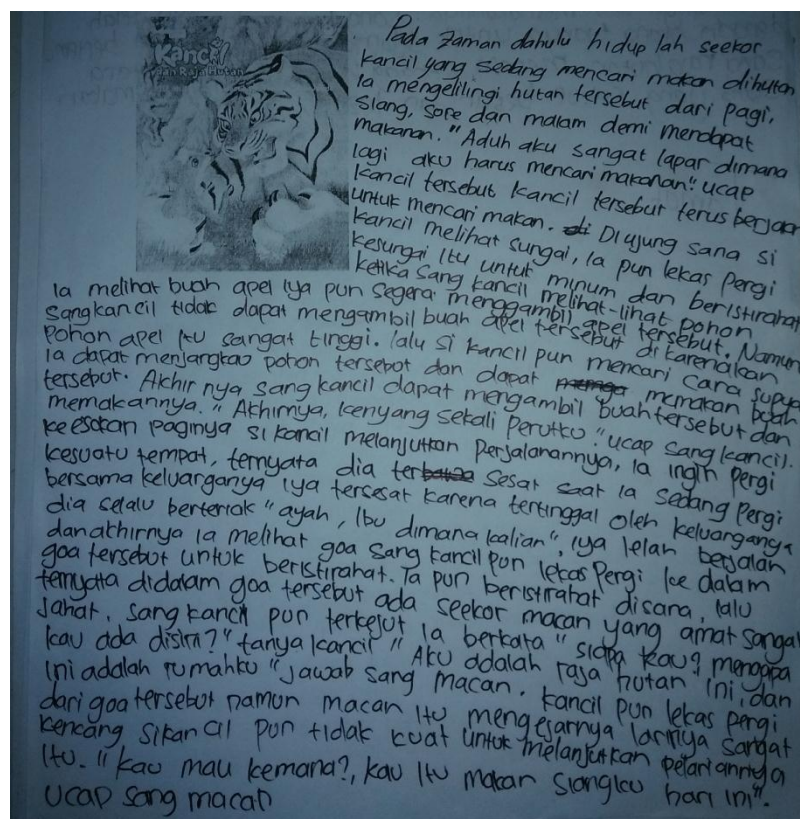 Kancil
dan Raja Hutan
Pada zaman dahulu hidup lah seekor
kancil yang sedang mencari makan dihutan
Ia mengelilingi hutan tersebut dari pagi,
siang, sore dan malam demi mendapat
makanan. "Aduh aku sangat lapar dimana
lagi aku harus mencari makanan" ucap
kancil tersebut kancil tersebut terus berjalan
untuk mencari makan. Diujung sana si
kancil melihat sungai, Ia pun lekas pergi
kesungai itu untuk minum dan beristirahat
ketika sang kancil melihat-lihat pohon
Ia melihat buah apel iya pun segera menggambil apel tersebut. Namun
sang kancil tidak dapat mengambil buah apel tersebut di karenakan
pohon apel itu sangat tinggi. lalu si kancil pun mencari cara supya
Ia dapat menjangkau pohon tersebut dan dapat memakan buah
tersebut. Akhir nya sang kancil dapat mengambil buah tersebut dan
memakannya. "Akhirnya, kenyang sekali perutku" ucap sang kancil.
keesokan paginya si kancil melanjutkan perjalanannya, Ia ingin pergi
kesuatu tempat, ternyata dia ter sesat saat Ia sedang pergi
bersama keluarganya iya tersesat karena tertinggal oleh keluarganya
dia selalu berteriak "ayah, Ibu dimana kalian", iya lelah berjalan
dan akhirnya Ia melihat goa sang kancil pun lekas pergi ke dalam
goa tersebut untuk beristirahat. Ia pun beristirahat disana, lalu
ternyata didalam goa tersebut ada seekor macan yang amat sangat
Jahat, sang kancil pun terkejut Ia berkata "siapa kau? mengapa
kau ada disini?" tanya kancil "Aku adalah raja hutan ini, dan
Ini adalah rumahku" Jawab sang macan. kancil pun lekas pergi
dari goa tersebut namun macan itu mengejarnya larinya sangat
kencang si kancil pun tidak kuat untuk melanjutkan pelariannya
Itu. "kau mau kemana?, kau itu makan siangku hari ini".
ucap sang macan